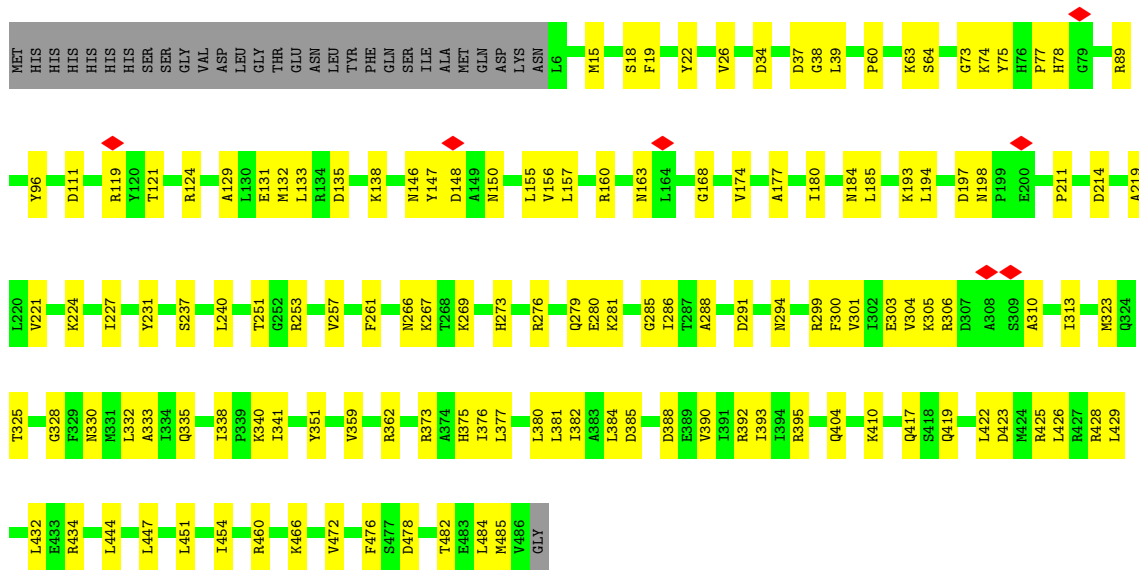 MET HIS HIS HIS HIS HIS HIS SER SER GLY VAL ASP LEU GLY THR GLU ASN LEU TYR PHE GLN SER ILE ALA MET GLN ASP LYS ASN L6 M15 S18 F19 Y22 V26 D34 D37 G38 L39 P60 K63 S64 G73 K74 Y75 H76 P77 H78 G79 R89
Y96 D111 R119 Y120 T121 R124 A129 L130 E131 M132 L133 R134 D135 K138 N146 Y147 D148 A149 N150 L155 V156 L157 R160 N163 L164 G168 V174 A177 I180 N184 L185 K193 L194 D197 N198 P199 E200 P211 D214 A219
L220 V221 K224 I227 Y231 S237 L240 T251 G252 R253 V257 F261 N266 K267 T268 K269 H273 R276 Q279 E280 K281 G285 I286 T287 A288 D291 N294 R299 F300 V301 I302 E303 V304 K305 R306 D307 A308 S309 A310 I313 M323 Q324
T325 G328 F329 N330 M331 L332 A333 I334 Q335 I338 P339 K340 I341 Y351 V359 R362 R373 A374 H375 I376 L377 L380 L381 I382 A383 L384 D385 D388 E389 V390 I391 R392 I393 I394 R395 Q404 K410 Q417 S418 Q419 L422 D423 M424 R425 L426 R427 R428 L429
L432 E433 R434 L444 L447 L451 I454 R460 K466 V472 F476 S477 D478 T482 E483 L484 M485 V486 GLY